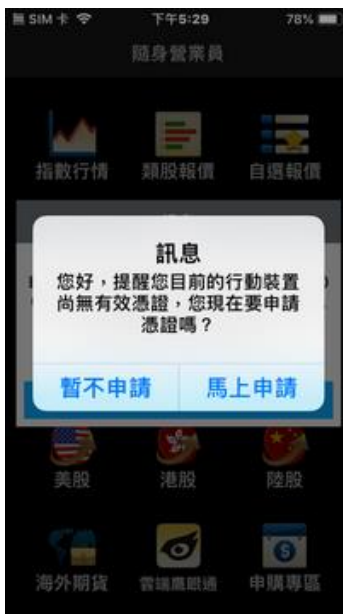 無 SIM 卡 下午5:29 78%
隨身營業員
指數行情 類股報價 自選報價
訊息
您好，提醒您目前的行動裝置
尚無有效憑證，您現在要申請
憑證嗎？
暫不申請 馬上申請
美股 港股 陸股
海外期貨 雲端鷹眼通 申購專區